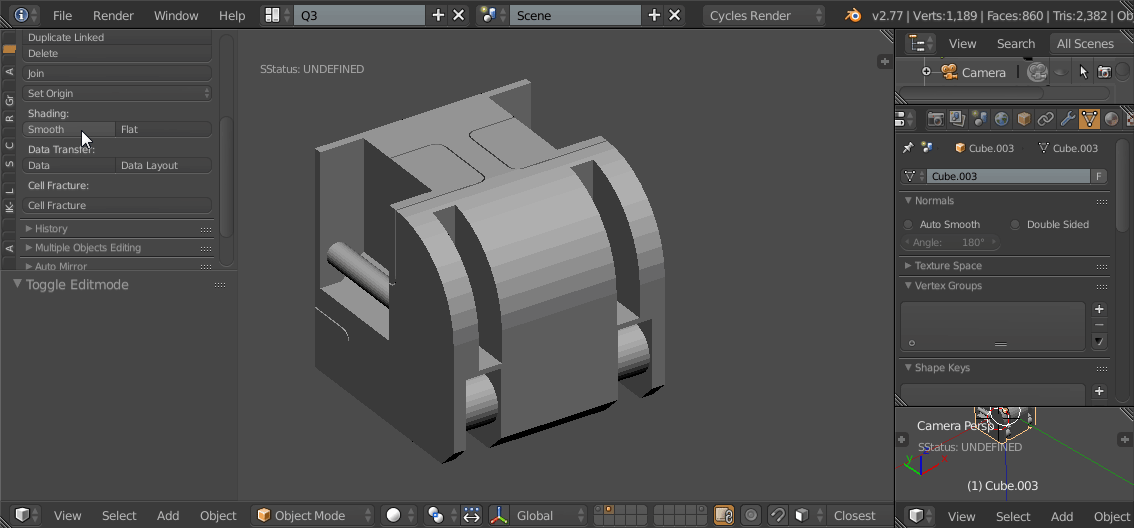 File Render Window Help Q3 Scene Cycles Render v2.77 | Verts:1,189 | Faces:860 | Tris:2,382 | Ob
Duplicate Linked
Delete
Join
Set Origin
Shading:
Smooth Flat
Data Transfer:
Data Data Layout
Cell Fracture:
Cell Fracture
History
Multiple Objects Editing
Auto Mirror
Toggle Editmode
A
Gr
R
C
S
L
K
A
SStatus: UNDEFINED
View Search All Scenes
Camera
Cube.003 Cube.003
Cube.003 F
Normals
Auto Smooth Double Sided
Angle: 180°
Texture Space
Vertex Groups
Shape Keys
Camera Persp
SStatus: UNDEFINED
y x
(1) Cube.003
View Select Add Object Object Mode Global Closest
View Select Add Object